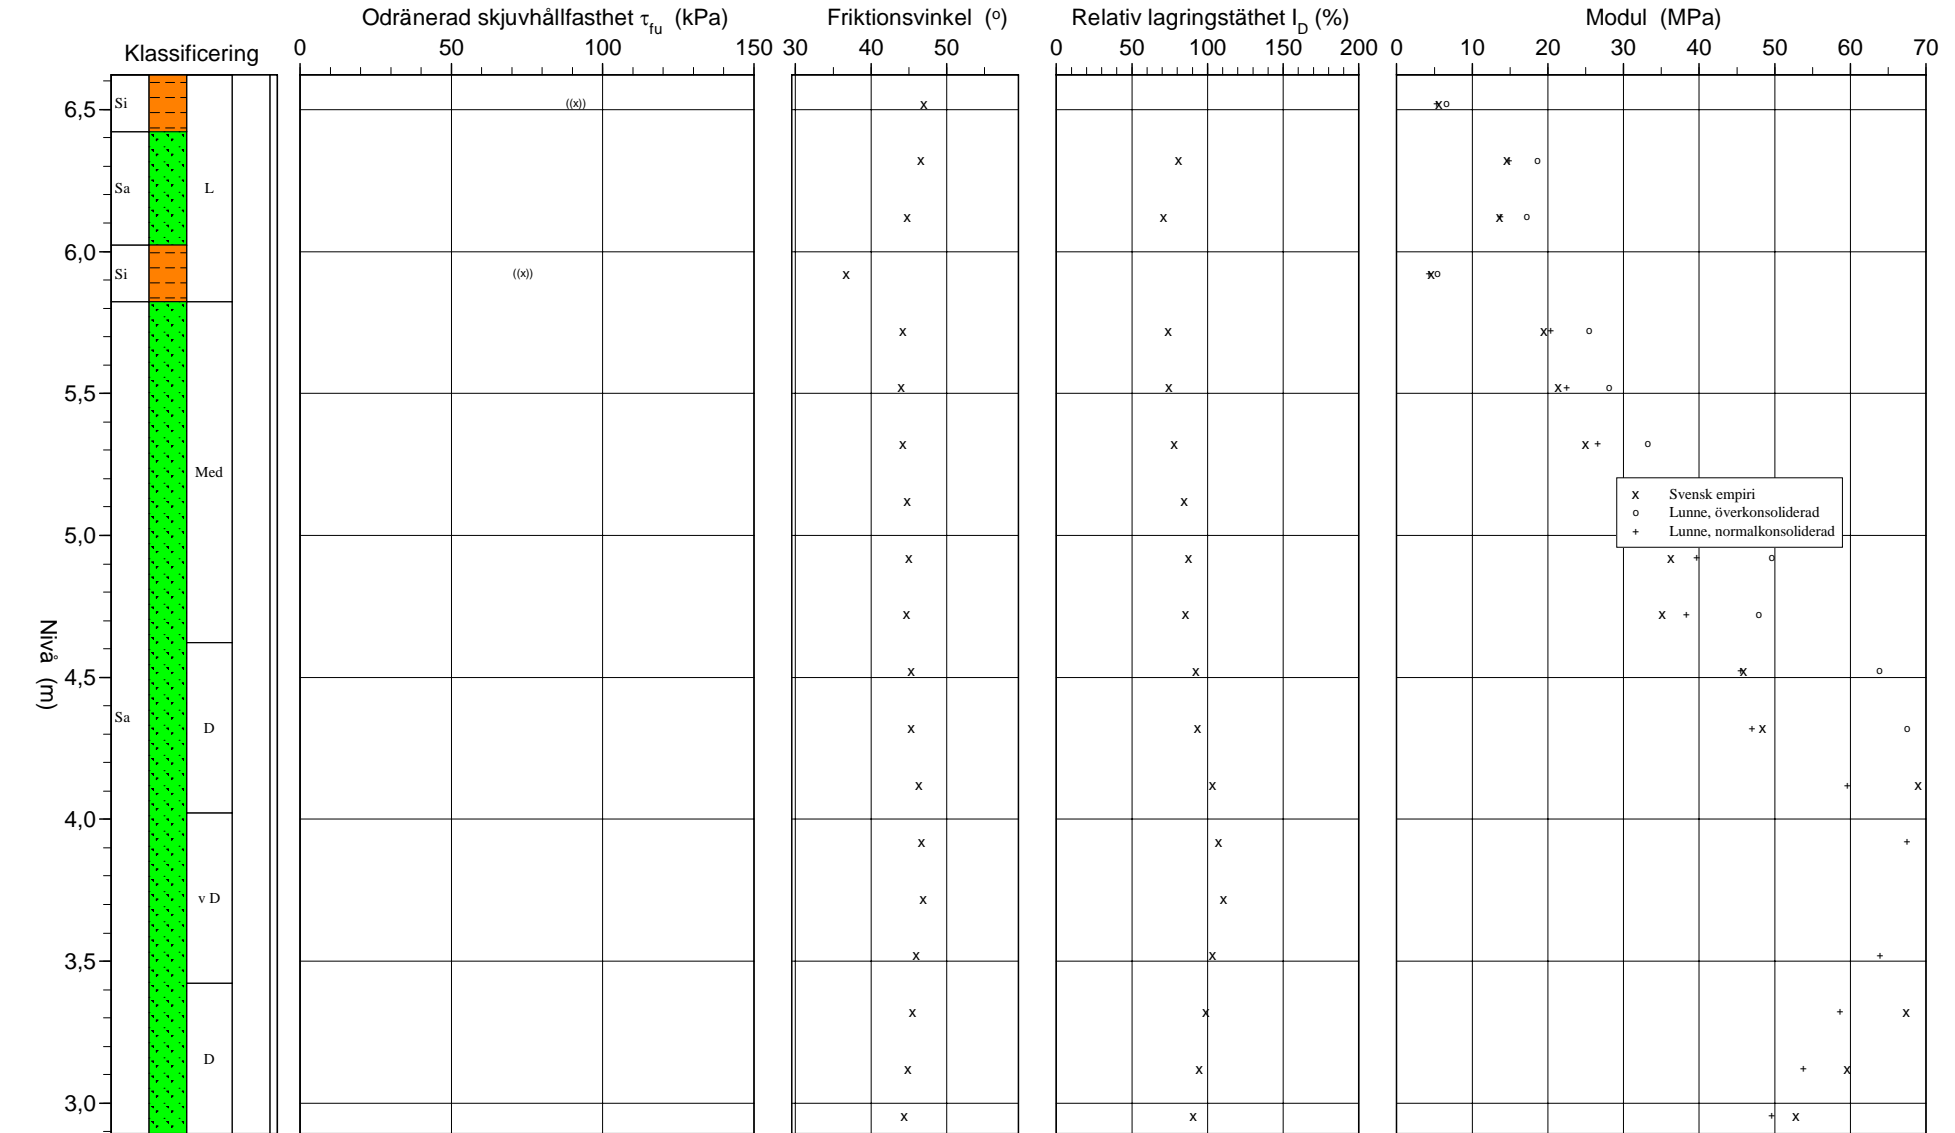 Klassificering
Odränerad skjuvhållfasthet τfu (kPa)
Friktionsvinkel (o)
Relativ lagringstäthet ID (%)
Modul (MPa)
0 50 100 150
30 40 50
0 50 100 150 200
0 10 20 30 40 50 60 70
Nivå (m)
6,5
6,0
5,5
5,0
4,5
4,0
3,5
3,0
Si
Sa
Si
Sa
L
Med
D
v D
D
((x))
((x))
x Svensk empiri
o Lunne, överkonsoliderad
+ Lunne, normalkonsoliderad